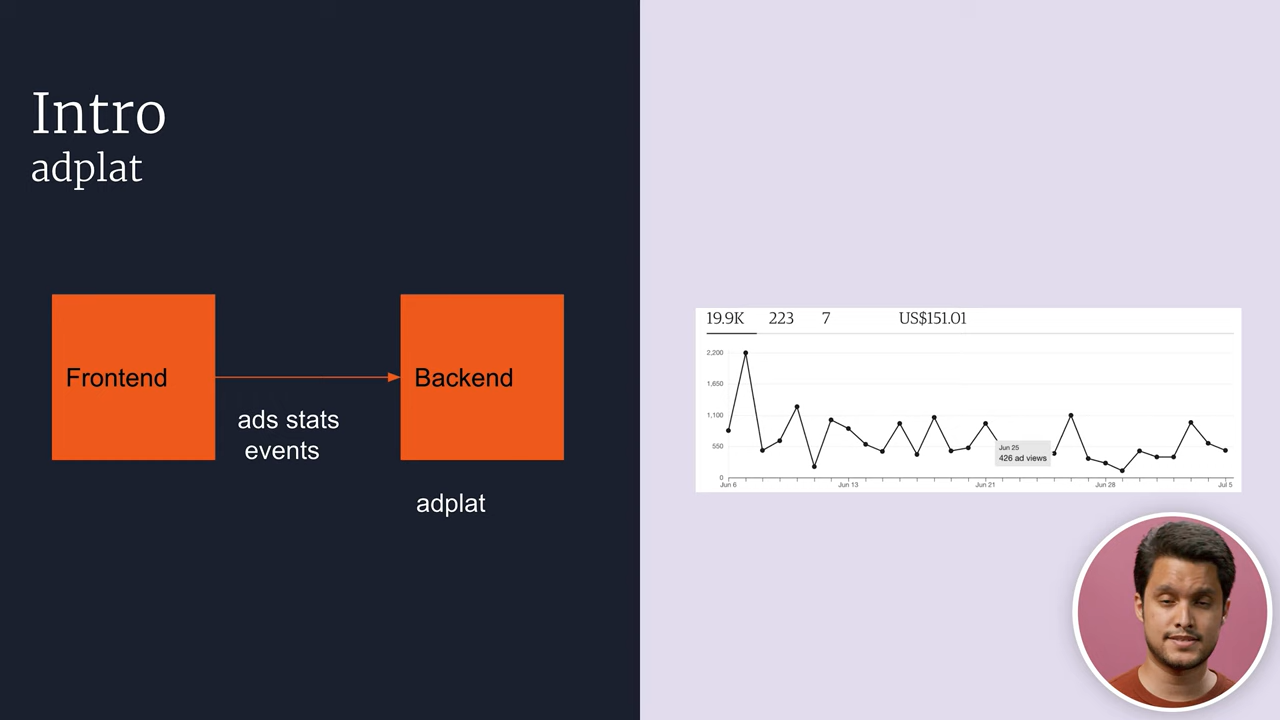 Intro
adplat
Frontend
Backend
ads stats
events
adplat
19.9K 223 7 US$151.01
2,200
1,650
1,100
550
0
Jun 25
426 ad views
Jun 6 Jun 13 Jun 21 Jun 28 Jul 5